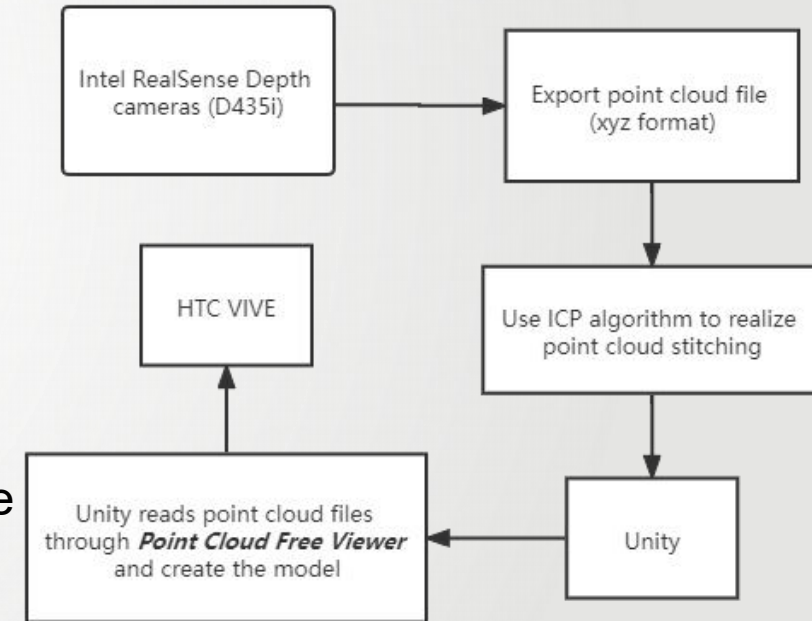 Intel RealSense Depth
cameras (D435i)
Export point cloud file
(xyz format)
Use ICP algorithm to realize
point cloud stitching
Unity
Unity reads point cloud files
through Point Cloud Free Viewer
and create the model
HTC VIVE
e